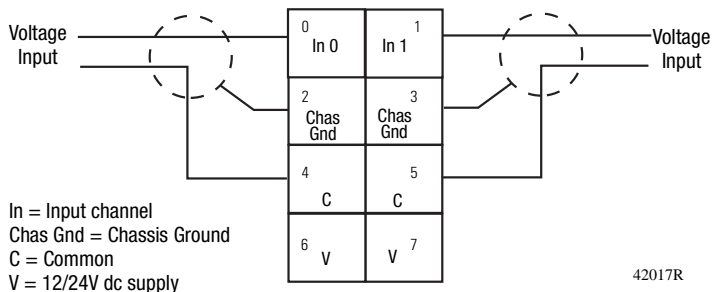 Voltage
Input
0
In 0
1
In 1
Voltage
Input
2
Chas
Gnd
3
Chas
Gnd
4
C
5
C
6
V
7
V
In = Input channel
Chas Gnd = Chassis Ground
C = Common
V = 12/24V dc supply
42017R